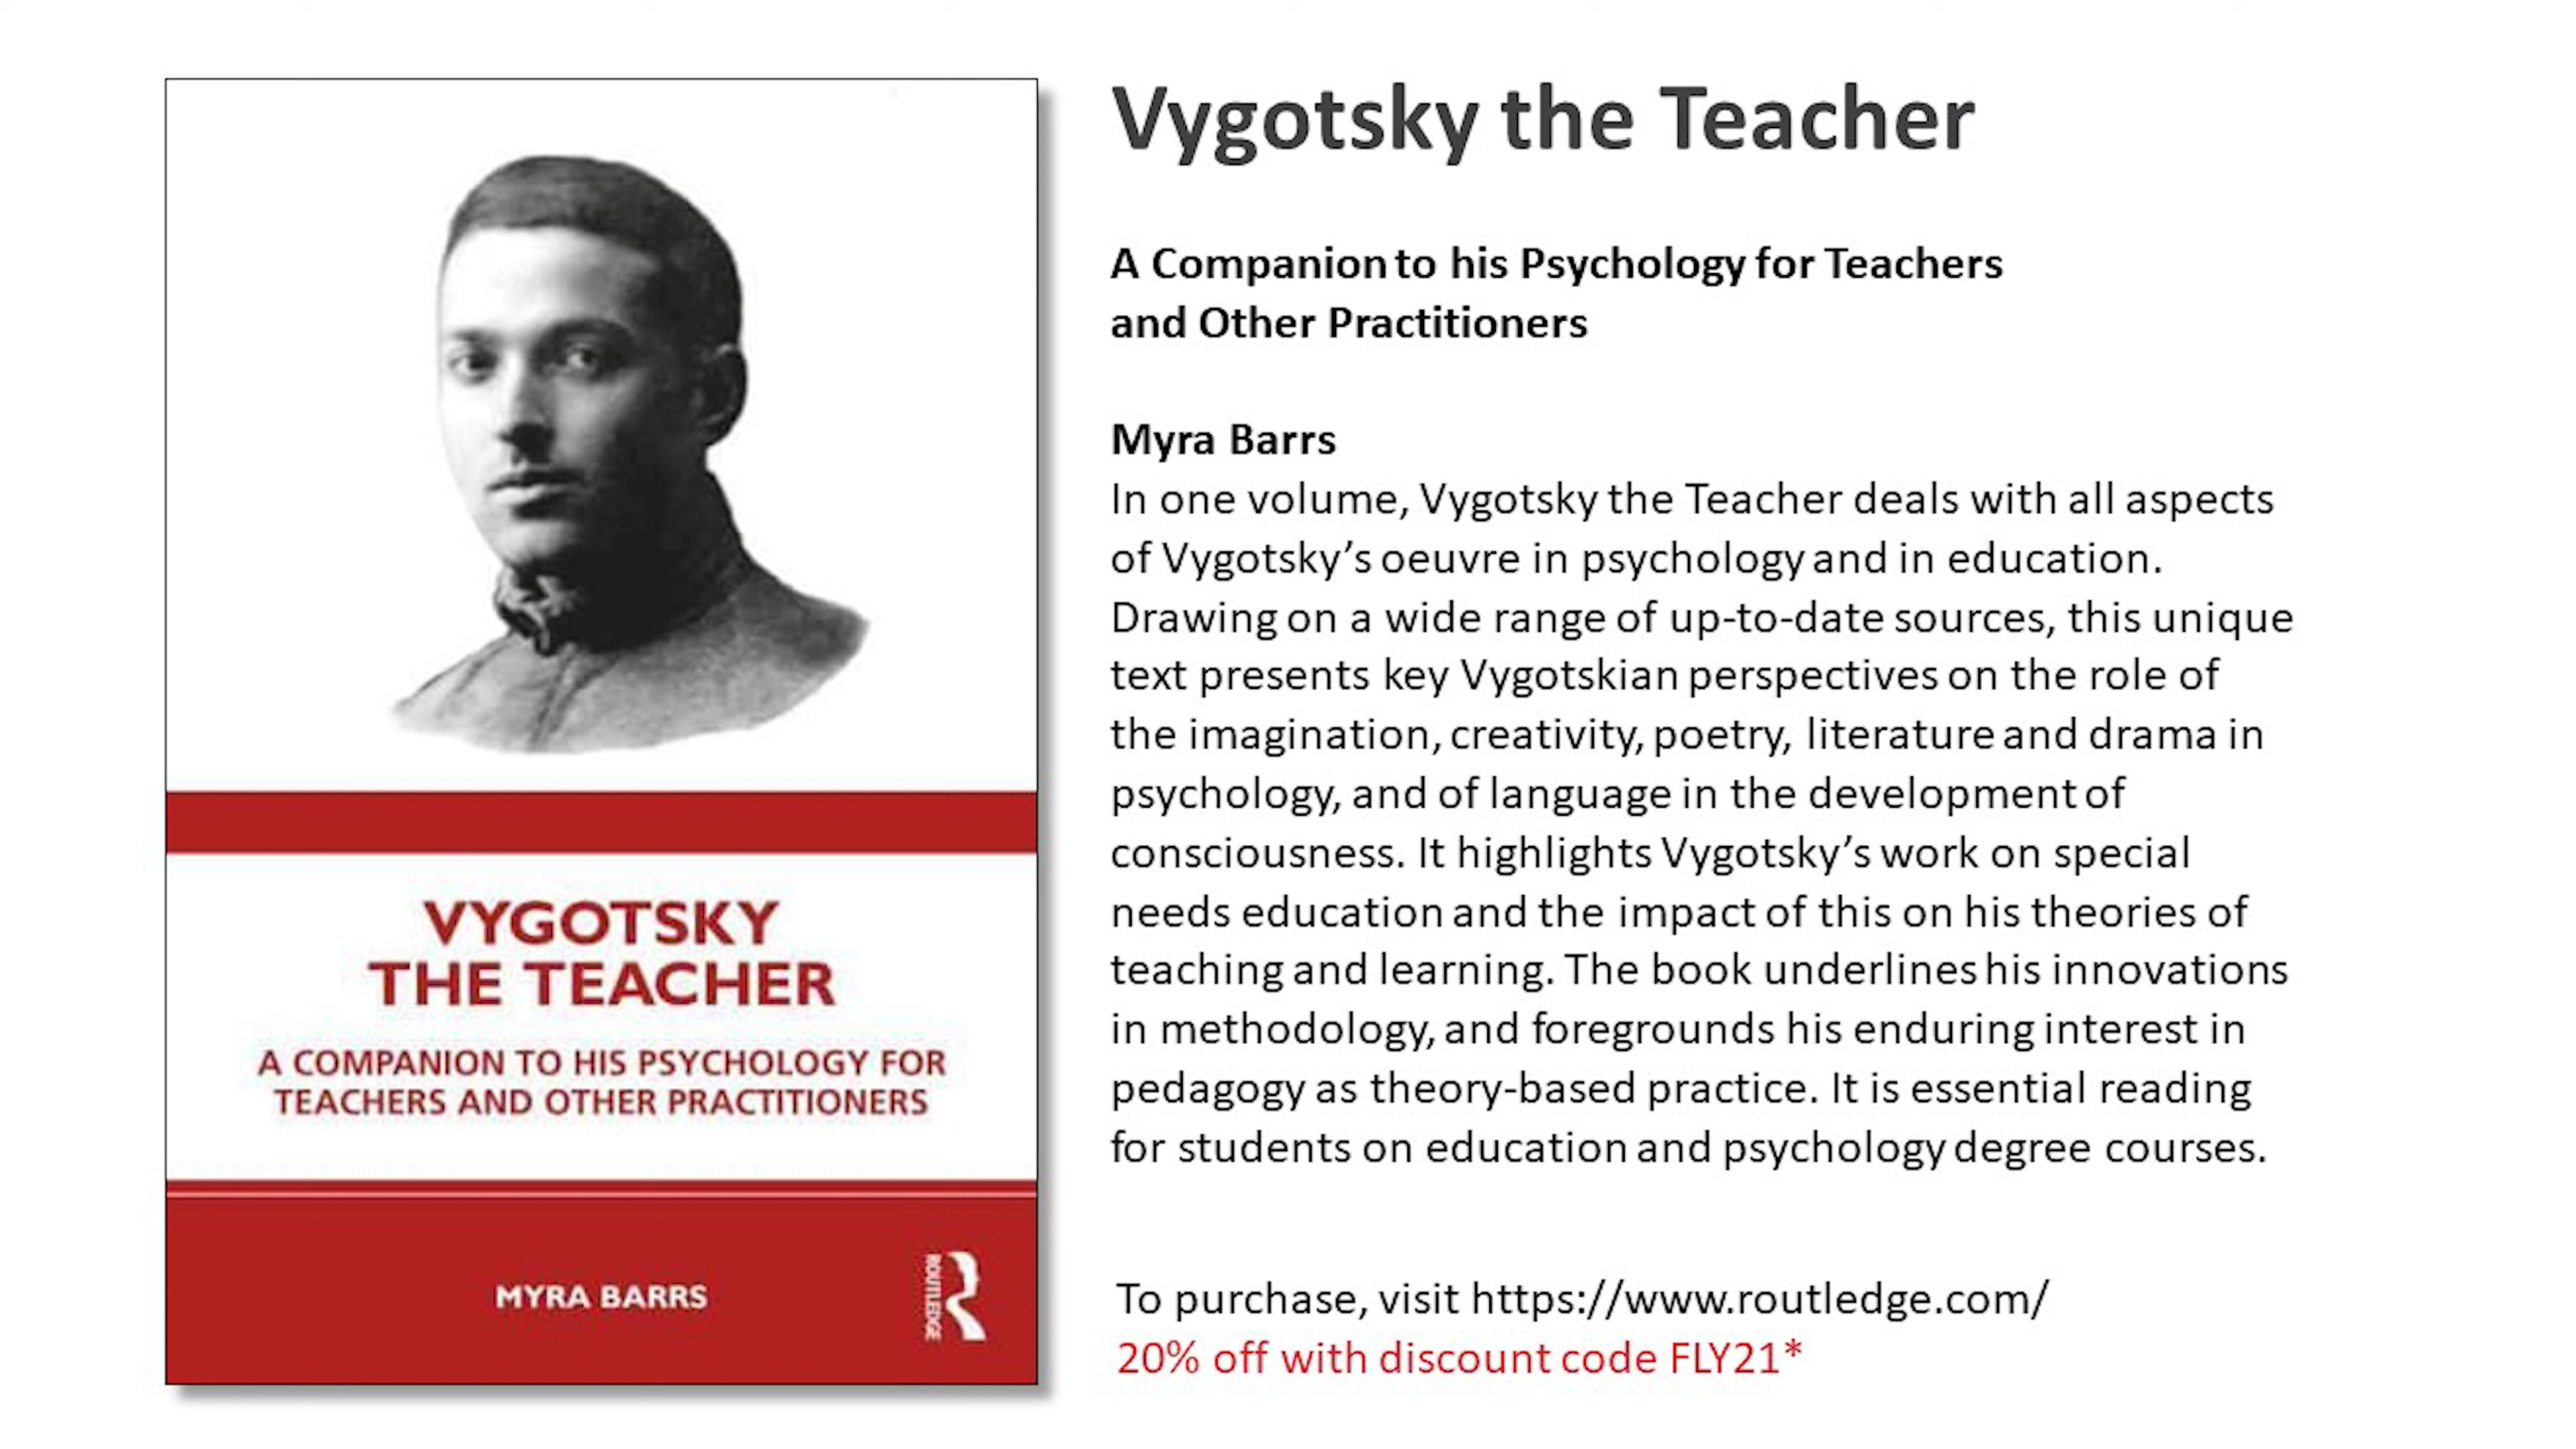 VYGOTSKY
THE TEACHER
A COMPANION TO HIS PSYCHOLOGY FOR
TEACHERS AND OTHER PRACTITIONERS
MYRA BARRS
ROUTLEDGE
Vygotsky the Teacher
A Companion to his Psychology for Teachers
and Other Practitioners
Myra Barrs
In one volume, Vygotsky the Teacher deals with all aspects
of Vygotsky’s oeuvre in psychology and in education.
Drawing on a wide range of up-to-date sources, this unique
text presents key Vygotskian perspectives on the role of
the imagination, creativity, poetry, literature and drama in
psychology, and of language in the development of
consciousness. It highlights Vygotsky’s work on special
needs education and the impact of this on his theories of
teaching and learning. The book underlines his innovations
in methodology, and foregrounds his enduring interest in
pedagogy as theory-based practice. It is essential reading
for students on education and psychology degree courses.
To purchase, visit https://www.routledge.com/
20% off with discount code FLY21*